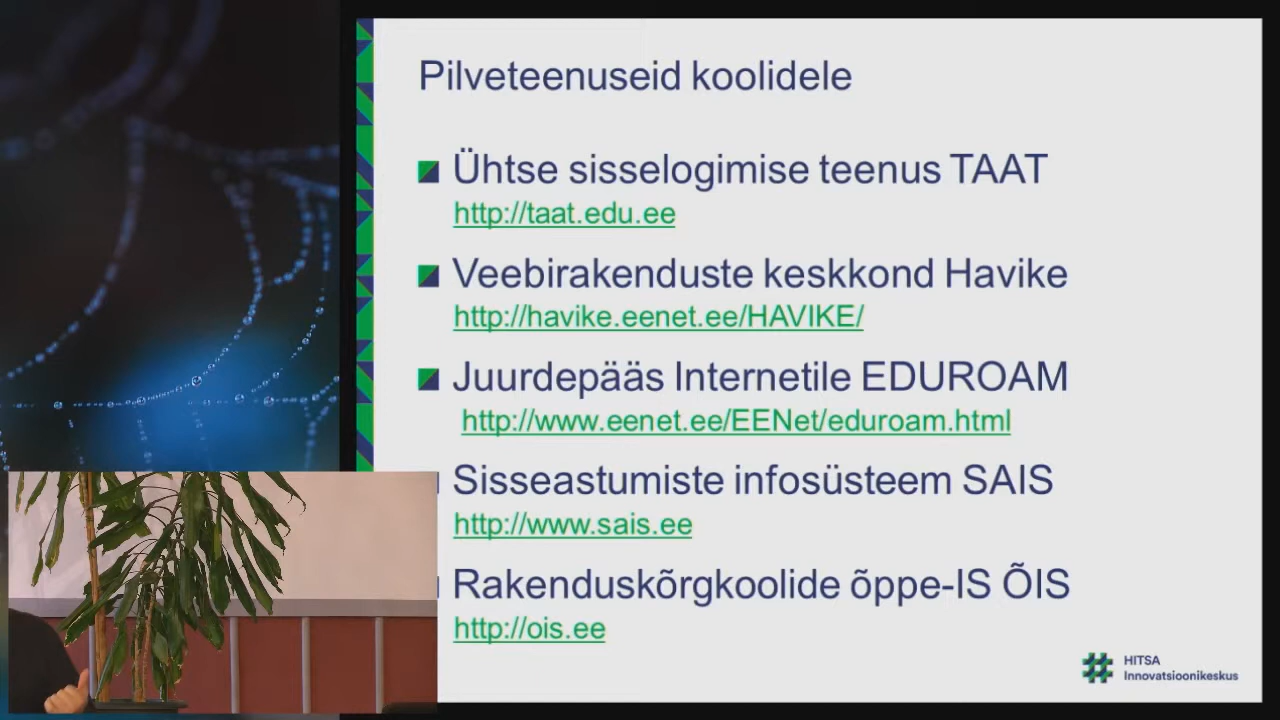 Pilveteenuseid koolidele
Ühtse sisselogimise teenus TAAT
http://taat.edu.ee
Veebirakenduste keskkond Havike
http://havike.eenet.ee/HAVIKE/
Juurdepääs Internetile EDUROAM
http://www.eenet.ee/EENet/eduroam.html
Sisseastumiste infosüsteem SAIS
http://www.sais.ee
Rakenduskõrgkoolide õppe-IS ÕIS
http://ois.ee
HITSA
Innovatsioonikeskus